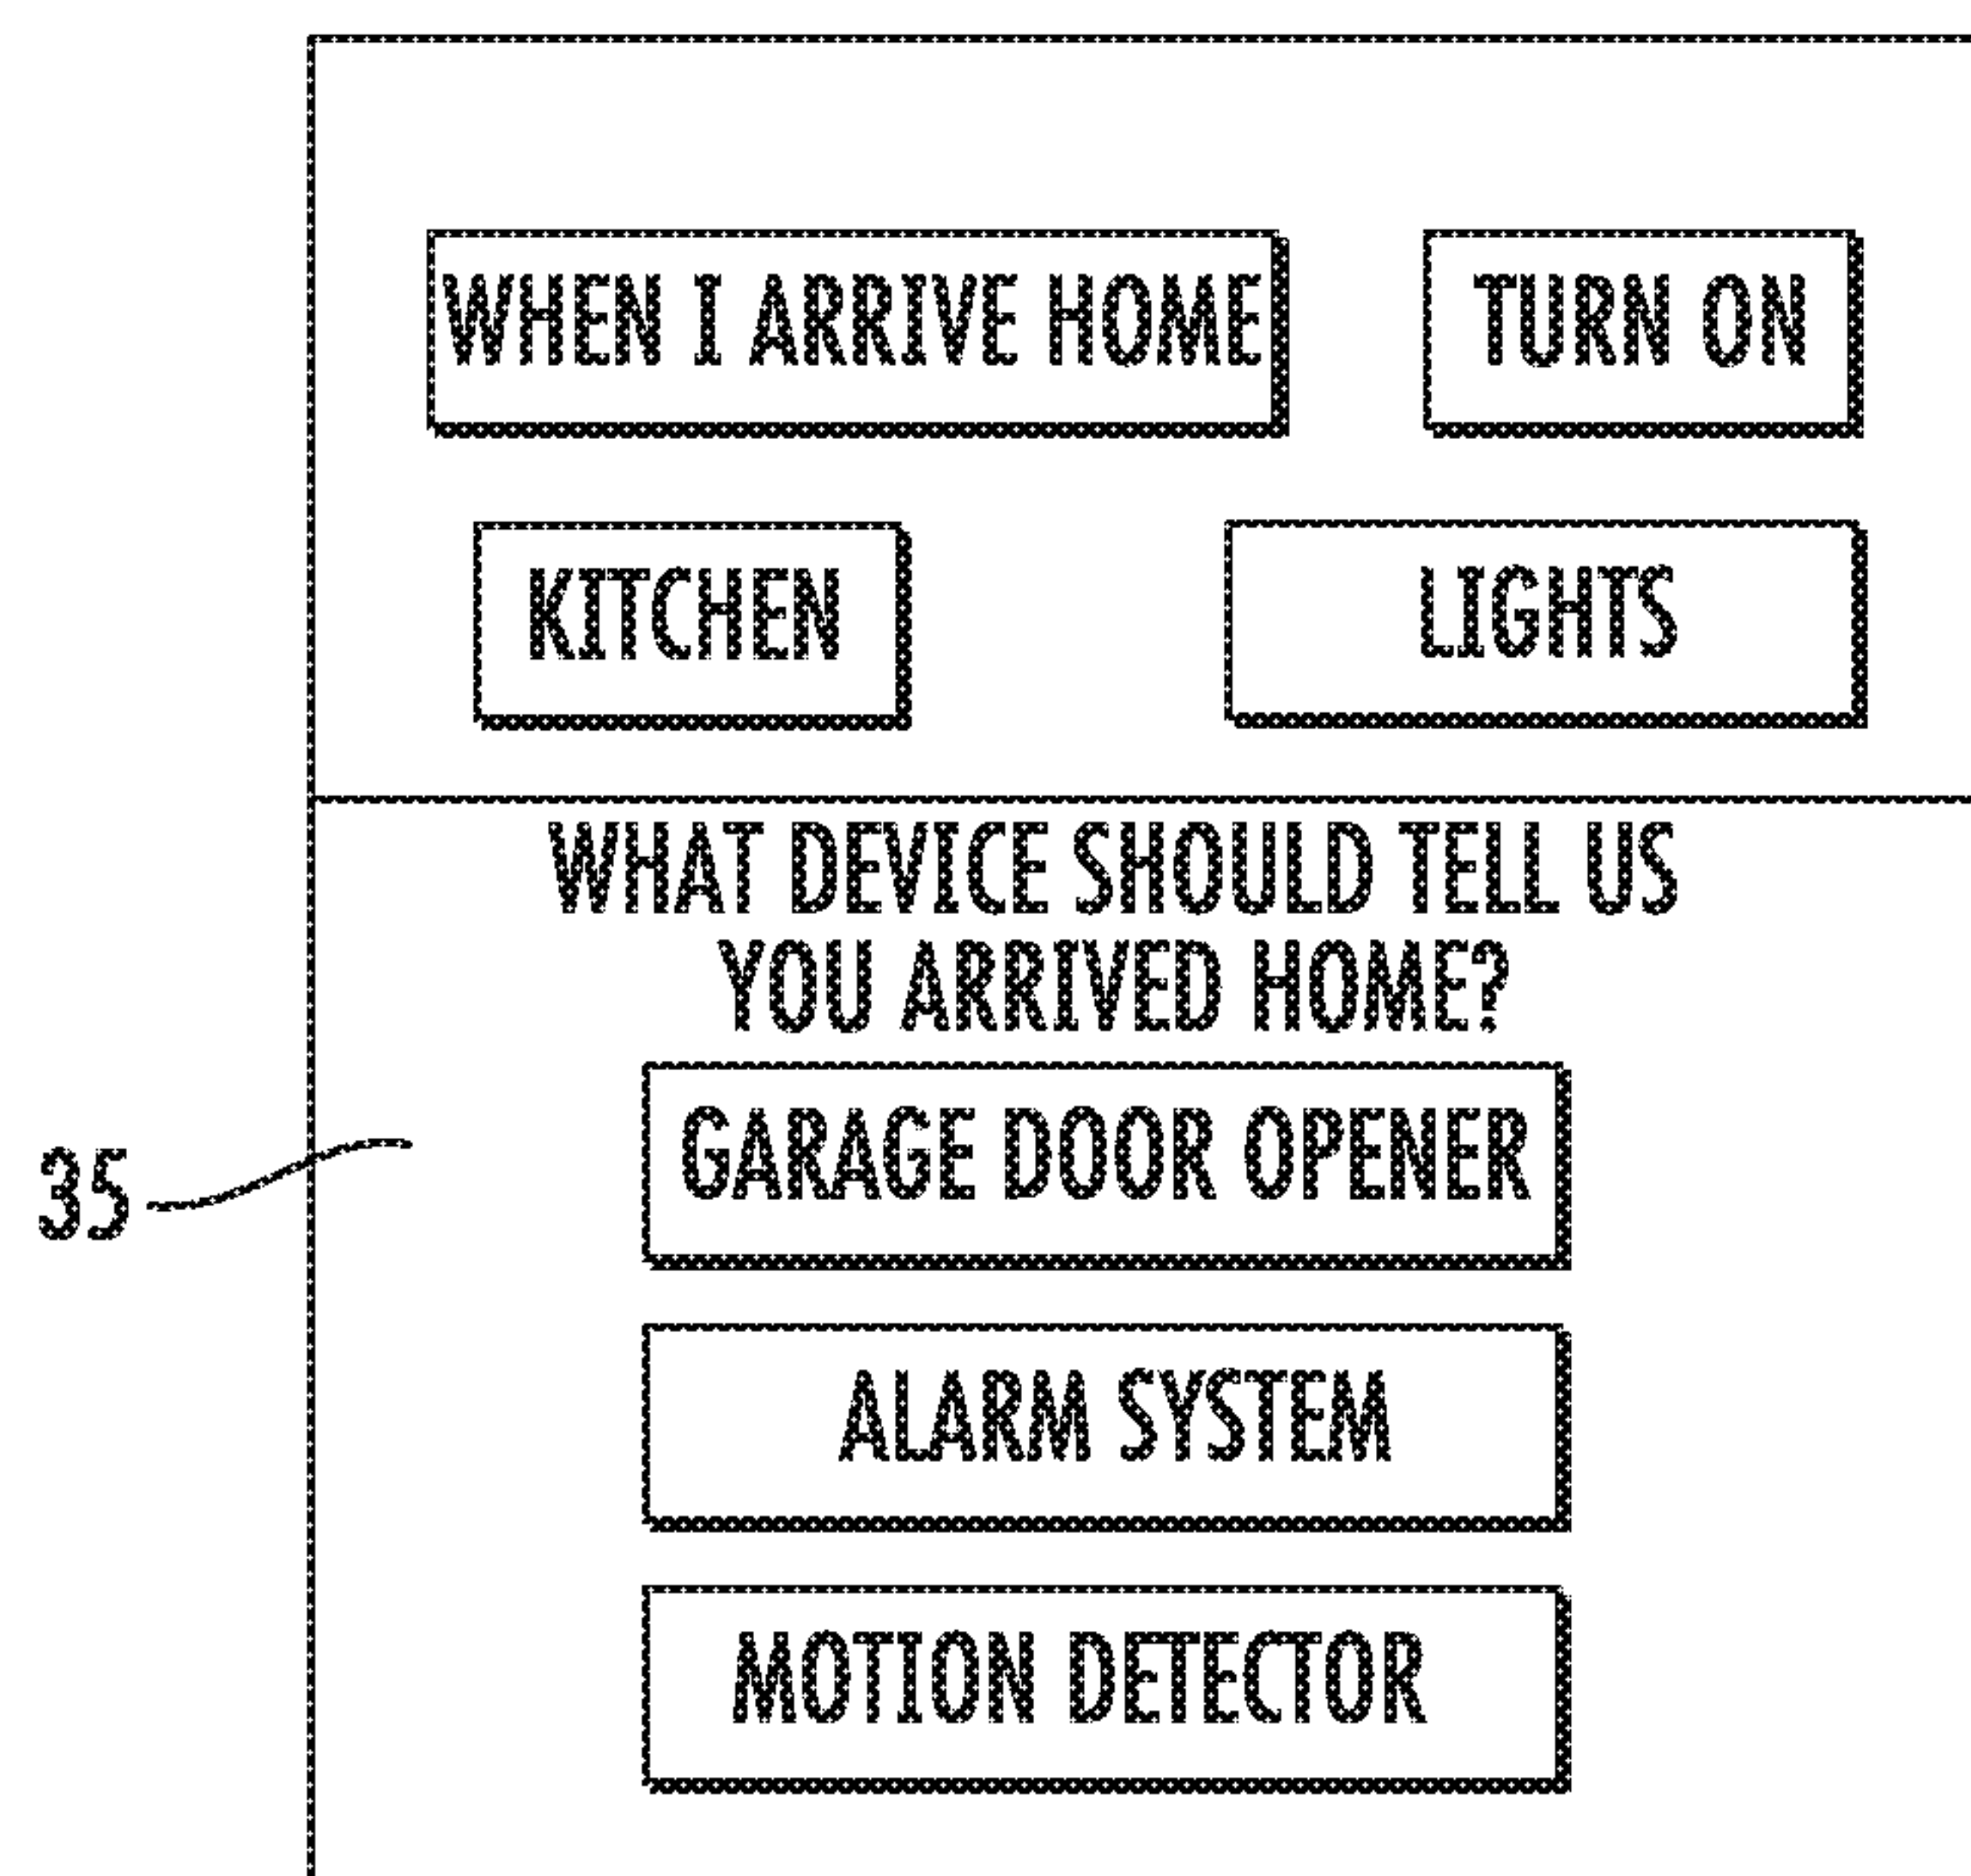 WHEN I ARRIVE HOME TURN ON
KITCHEN LIGHTS
WHAT DEVICE SHOULD TELL US
YOU ARRIVED HOME?
GARAGE DOOR OPENER
35
ALARM SYSTEM
MOTION DETECTOR